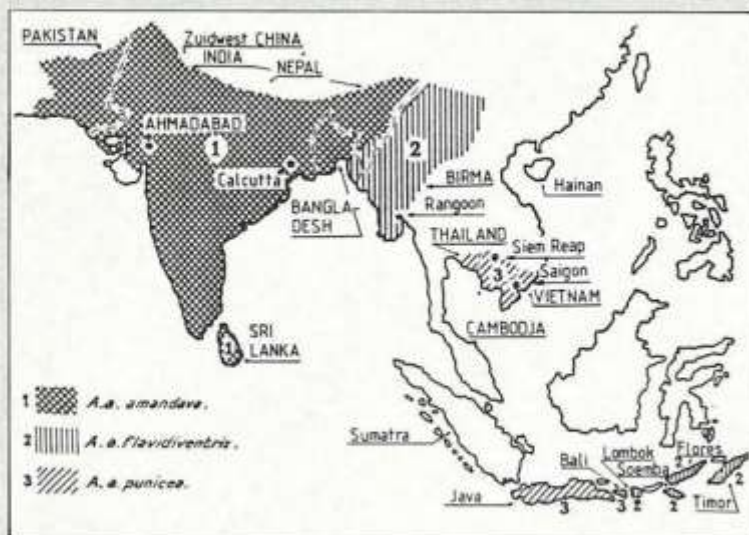 PAKISTAN
Zuidwest CHINA
INDIA
NEPAL
AHMADABAD
1
2
Calcutta
BIRMA
Hainan
BANGLA-
DESH
Rangoon
THAILAND
Siem Reap
3
Saigon
VIETNAM
CAMBODJA
SRI
LANKA
1
1 A.a. amandava.
2 A.a. flavidiventris.
3 A.a. punicea.
Sumatra
Java
Bali
Lombok
Soemba
Flores
Timor
3
3
2
2
2
2